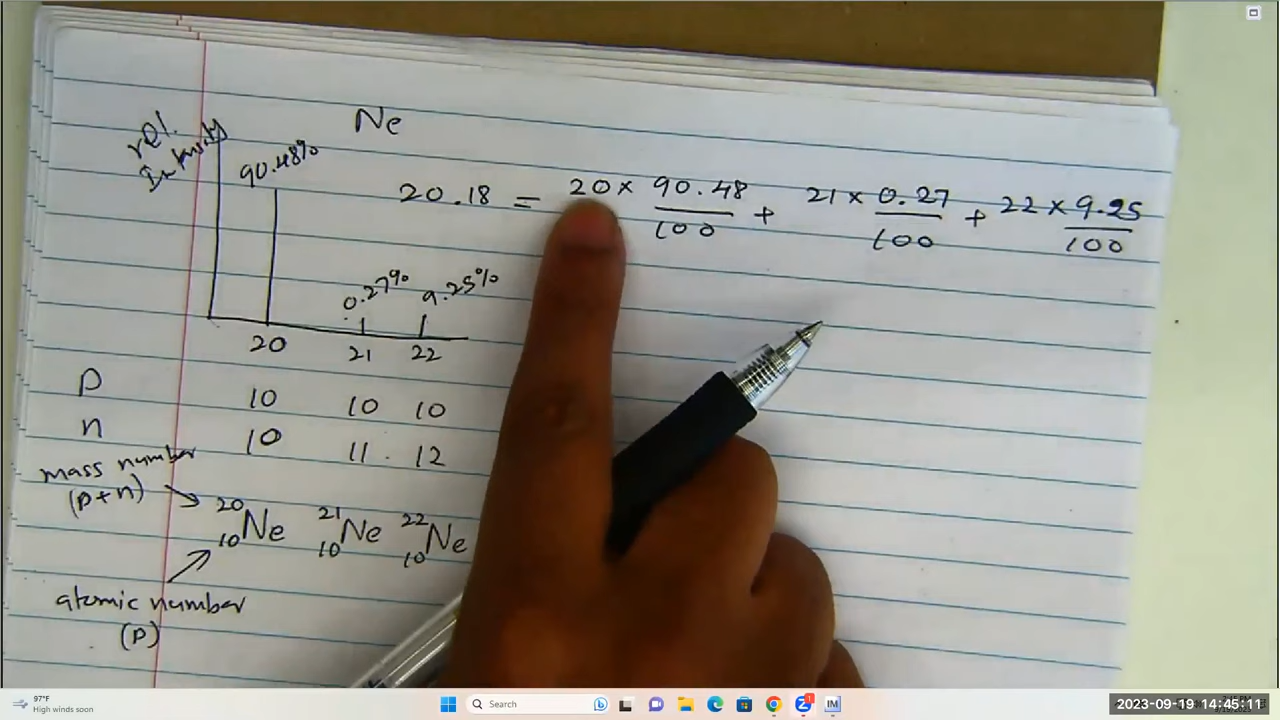 Ne
rel.
Intensity
90.48%
20.18 = 20 × 90.48/100 + 21 × 0.27/100 + 22 × 9.25/100
0.27%
9.25%
20 21 22
P 10 10 10
n 10 11 12
mass number
(p+n)
20 10 Ne 21 10 Ne 22 10 Ne
atomic number
(P)
97°F
High winds soon
Search
2023-09-19 14:45:11